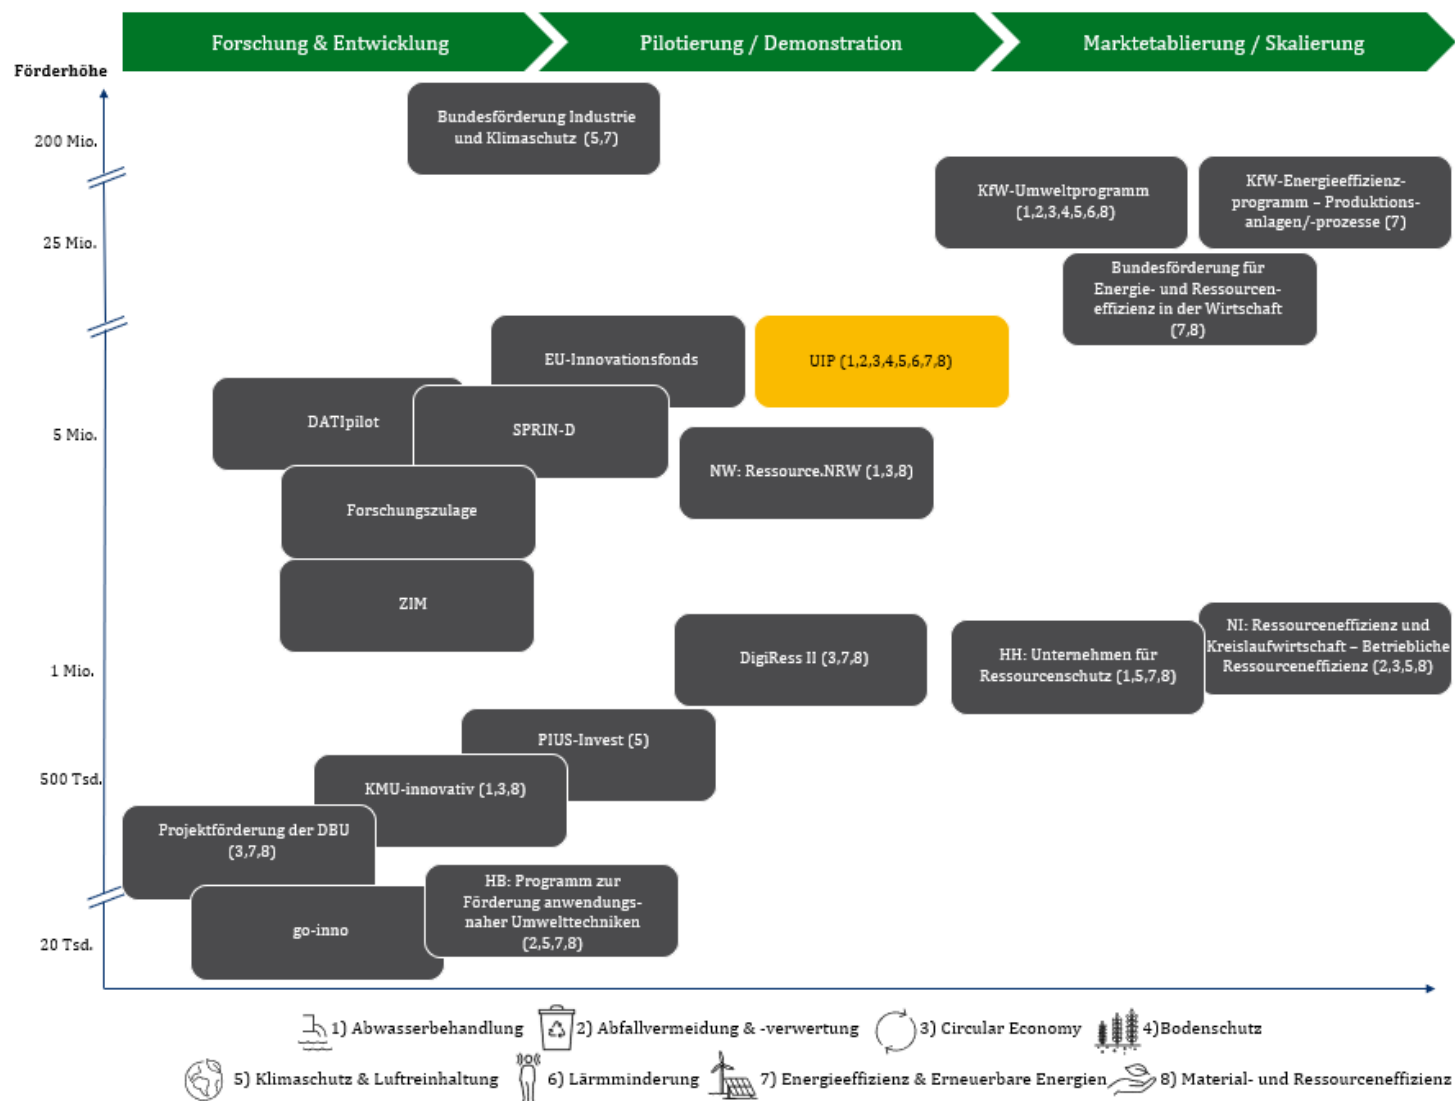 Forschung & Entwicklung
Pilotierung / Demonstration
Marktetablierung / Skalierung
Förderhöhe
200 Mio.
25 Mio.
5 Mio.
1 Mio.
500 Tsd.
20 Tsd.
Bundesförderung Industrie
und Klimaschutz (5,7)
KfW-Umweltprogramm
(1,2,3,4,5,6,8)
KfW-Energieeffizienz-
programm – Produktions-
anlagen/-prozesse (7)
Bundesförderung für
Energie- und Ressourcen-
effizienz in der Wirtschaft
(7,8)
EU-Innovationsfonds
UIP (1,2,3,4,5,6,7,8)
DATIpilot
SPRIN-D
NW: Ressource.NRW (1,3,8)
Forschungszulage
ZIM
DigiRess II (3,7,8)
HH: Unternehmen für
Ressourcenschutz (1,5,7,8)
NI: Ressourceneffizienz und
Kreislaufwirtschaft – Betriebliche
Ressourceneffizienz (2,3,5,8)
PIUS-Invest (5)
KMU-innovativ (1,3,8)
Projektförderung der DBU
(3,7,8)
HB: Programm zur
Förderung anwendungs-
naher Umwelttechniken
(2,5,7,8)
go-inno
1) Abwasserbehandlung
2) Abfallvermeidung & -verwertung
3) Circular Economy
4)Bodenschutz
5) Klimaschutz & Luftreinhaltung
6) Lärmminderung
7) Energieeffizienz & Erneuerbare Energien
8) Material- und Ressourceneffizienz